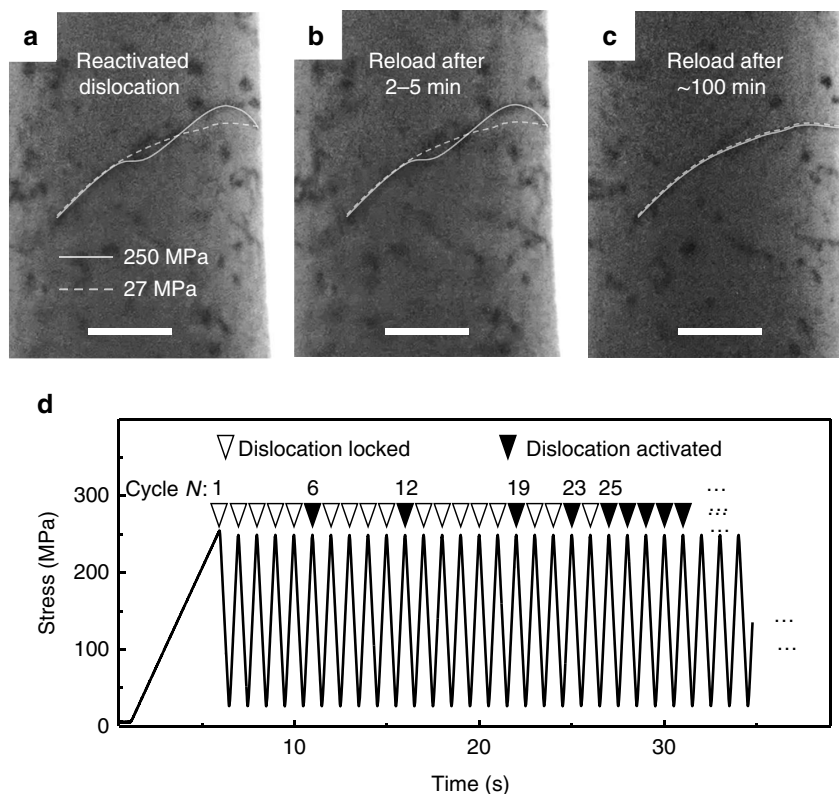 a
Reactivated
dislocation
250 MPa
27 MPa
b
Reload after
2–5 min
c
Reload after
~100 min
d
Dislocation locked
Dislocation activated
Cycle N: 1 6 12 19 23 25 ...
...
...
300
200
100
0
Stress (MPa)
...
...
10 20 30
Time (s)